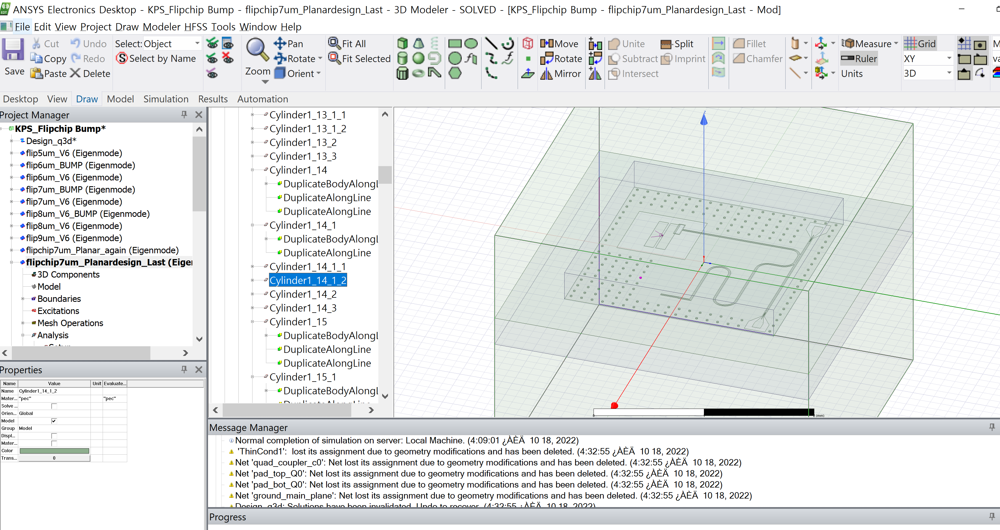 ANSYS Electronics Desktop - KPS_Flipchip Bump - flipchip7um_Planardesign_Last - 3D Modeler - SOLVED - [KPS_Flipchip Bump - flipchip7um_Planardesign_Last - Mod]
EDT
File Edit View Project Draw Modeler HFSS Tools Window Help
Save
Cut
Copy
Paste
Undo
Redo
Delete
Select: Object
Select by Name
Zoom
Pan
Rotate
Orient
Fit All
Fit Selected
Move
Rotate
Mirror
Unite
Subtract
Intersect
Split
Imprint
Fillet
Chamfer
Measure
Ruler
Units
Grid
XY
3D
Desktop View Draw Model Simulation Results Automation
Project Manager
KPS_Flipchip Bump*
Design_q3d*
flip5um_V6 (Eigenmode)
flip6um_BUMP (Eigenmode)
flip6um_V6 (Eigenmode)
flip7um_BUMP (Eigenmode)
flip7um_V6 (Eigenmode)
flip8um_V6_BUMP (Eigenmode)
flip8um_V6 (Eigenmode)
flip9um_V6 (Eigenmode)
flipchip7um_Planar_again (Eigenmode)
flipchip7um_Planardesign_Last (Eiger
3D Components
Model
Boundaries
Excitations
Mesh Operations
Analysis
Properties
Name Value Unit Evaluate...
Name Cylinder1_14_1_2
Mater... "pec" "pec"
Solve ...
Orien... Global
Model
Group Model
Displ...
Mater...
Color
Trans... 0
Cylinder1_13_1_1
Cylinder1_13_1_2
Cylinder1_13_2
Cylinder1_13_3
Cylinder1_14
DuplicateBodyAlongL
DuplicateAlongLine
DuplicateAlongLine
Cylinder1_14_1
DuplicateBodyAlongL
DuplicateAlongLine
Cylinder1_14_1_1
Cylinder1_14_1_2
Cylinder1_14_2
Cylinder1_14_3
Cylinder1_15
DuplicateBodyAlongL
DuplicateAlongLine
DuplicateAlongLine
Cylinder1_15_1
DuplicateBodyAlongL
Z
0
2 (mm)
Message Manager
Normal completion of simulation on server: Local Machine. (4:09:01 ¿ÀÈÄ 10 18, 2022)
'ThinCond1': lost its assignment due to geometry modifications and has been deleted. (4:32:55 ¿ÀÈÄ 10 18, 2022)
Net 'quad_coupler_c0': Net lost its assignment due to geometry modifications and has been deleted. (4:32:55 ¿ÀÈÄ 10 18, 2022)
Net 'pad_top_Q0': Net lost its assignment due to geometry modifications and has been deleted. (4:32:55 ¿ÀÈÄ 10 18, 2022)
Net 'pad_bot_Q0': Net lost its assignment due to geometry modifications and has been deleted. (4:32:55 ¿ÀÈÄ 10 18, 2022)
Net 'ground_main_plane': Net lost its assignment due to geometry modifications and has been deleted. (4:32:55 ¿ÀÈÄ 10 18, 2022)
Design_q3d: Solutions have been invalidated. Undo to recover. (4:32:55 ¿ÀÈÄ 10 18, 2022)
Progress